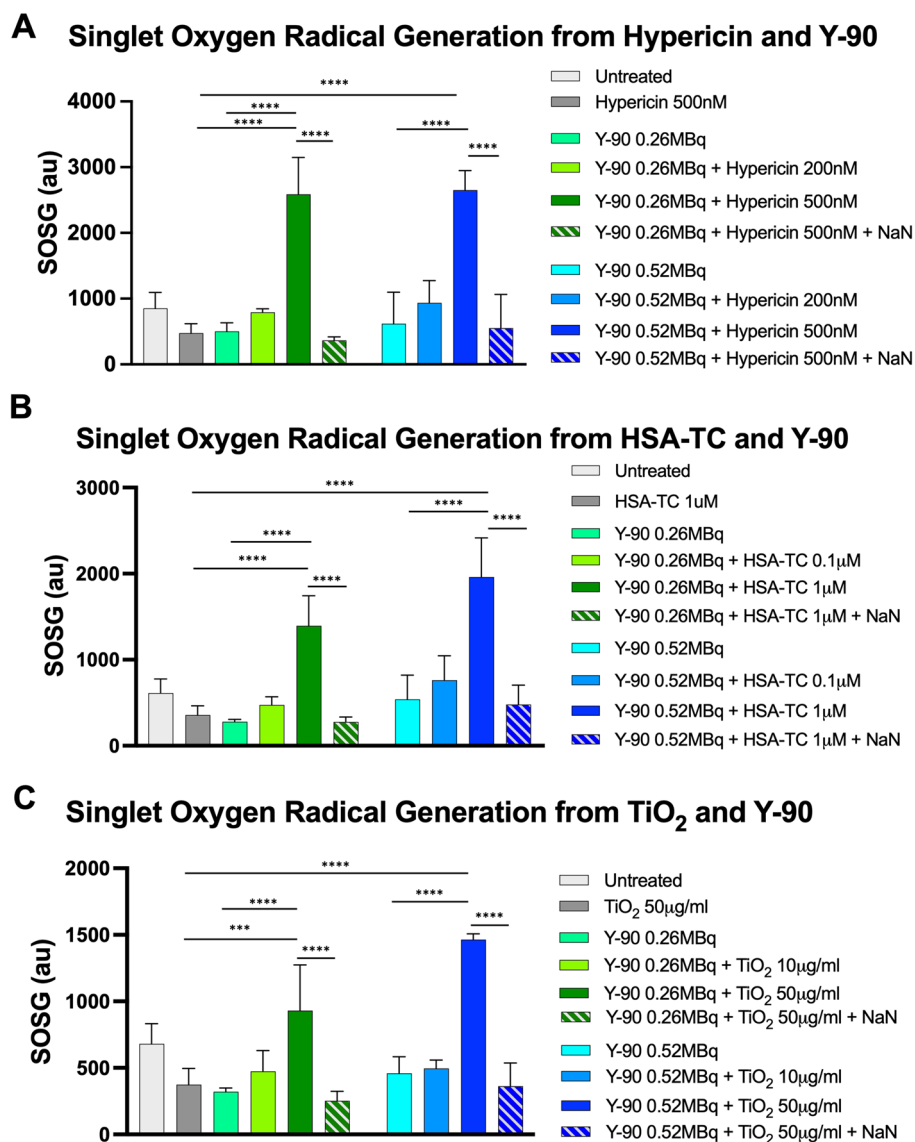 A
Singlet Oxygen Radical Generation from Hypericin and Y-90
SOSG (au)
4000
3000
2000
1000
0
****
****
****
****
****
****
Untreated
Hypericin 500nM
Y-90 0.26MBq
Y-90 0.26MBq + Hypericin 200nM
Y-90 0.26MBq + Hypericin 500nM
Y-90 0.26MBq + Hypericin 500nM + NaN
Y-90 0.52MBq
Y-90 0.52MBq + Hypericin 200nM
Y-90 0.52MBq + Hypericin 500nM
Y-90 0.52MBq + Hypericin 500nM + NaN
B
Singlet Oxygen Radical Generation from HSA-TC and Y-90
SOSG (au)
3000
2000
1000
0
****
****
****
****
****
****
Untreated
HSA-TC 1uM
Y-90 0.26MBq
Y-90 0.26MBq + HSA-TC 0.1μM
Y-90 0.26MBq + HSA-TC 1μM
Y-90 0.26MBq + HSA-TC 1μM + NaN
Y-90 0.52MBq
Y-90 0.52MBq + HSA-TC 0.1μM
Y-90 0.52MBq + HSA-TC 1μM
Y-90 0.52MBq + HSA-TC 1μM + NaN
C
Singlet Oxygen Radical Generation from TiO₂ and Y-90
SOSG (au)
2000
1500
1000
500
0
****
****
****
***
****
****
Untreated
TiO₂ 50μg/ml
Y-90 0.26MBq
Y-90 0.26MBq + TiO₂ 10μg/ml
Y-90 0.26MBq + TiO₂ 50μg/ml
Y-90 0.26MBq + TiO₂ 50μg/ml + NaN
Y-90 0.52MBq
Y-90 0.52MBq + TiO₂ 10μg/ml
Y-90 0.52MBq + TiO₂ 50μg/ml
Y-90 0.52MBq + TiO₂ 50μg/ml + NaN